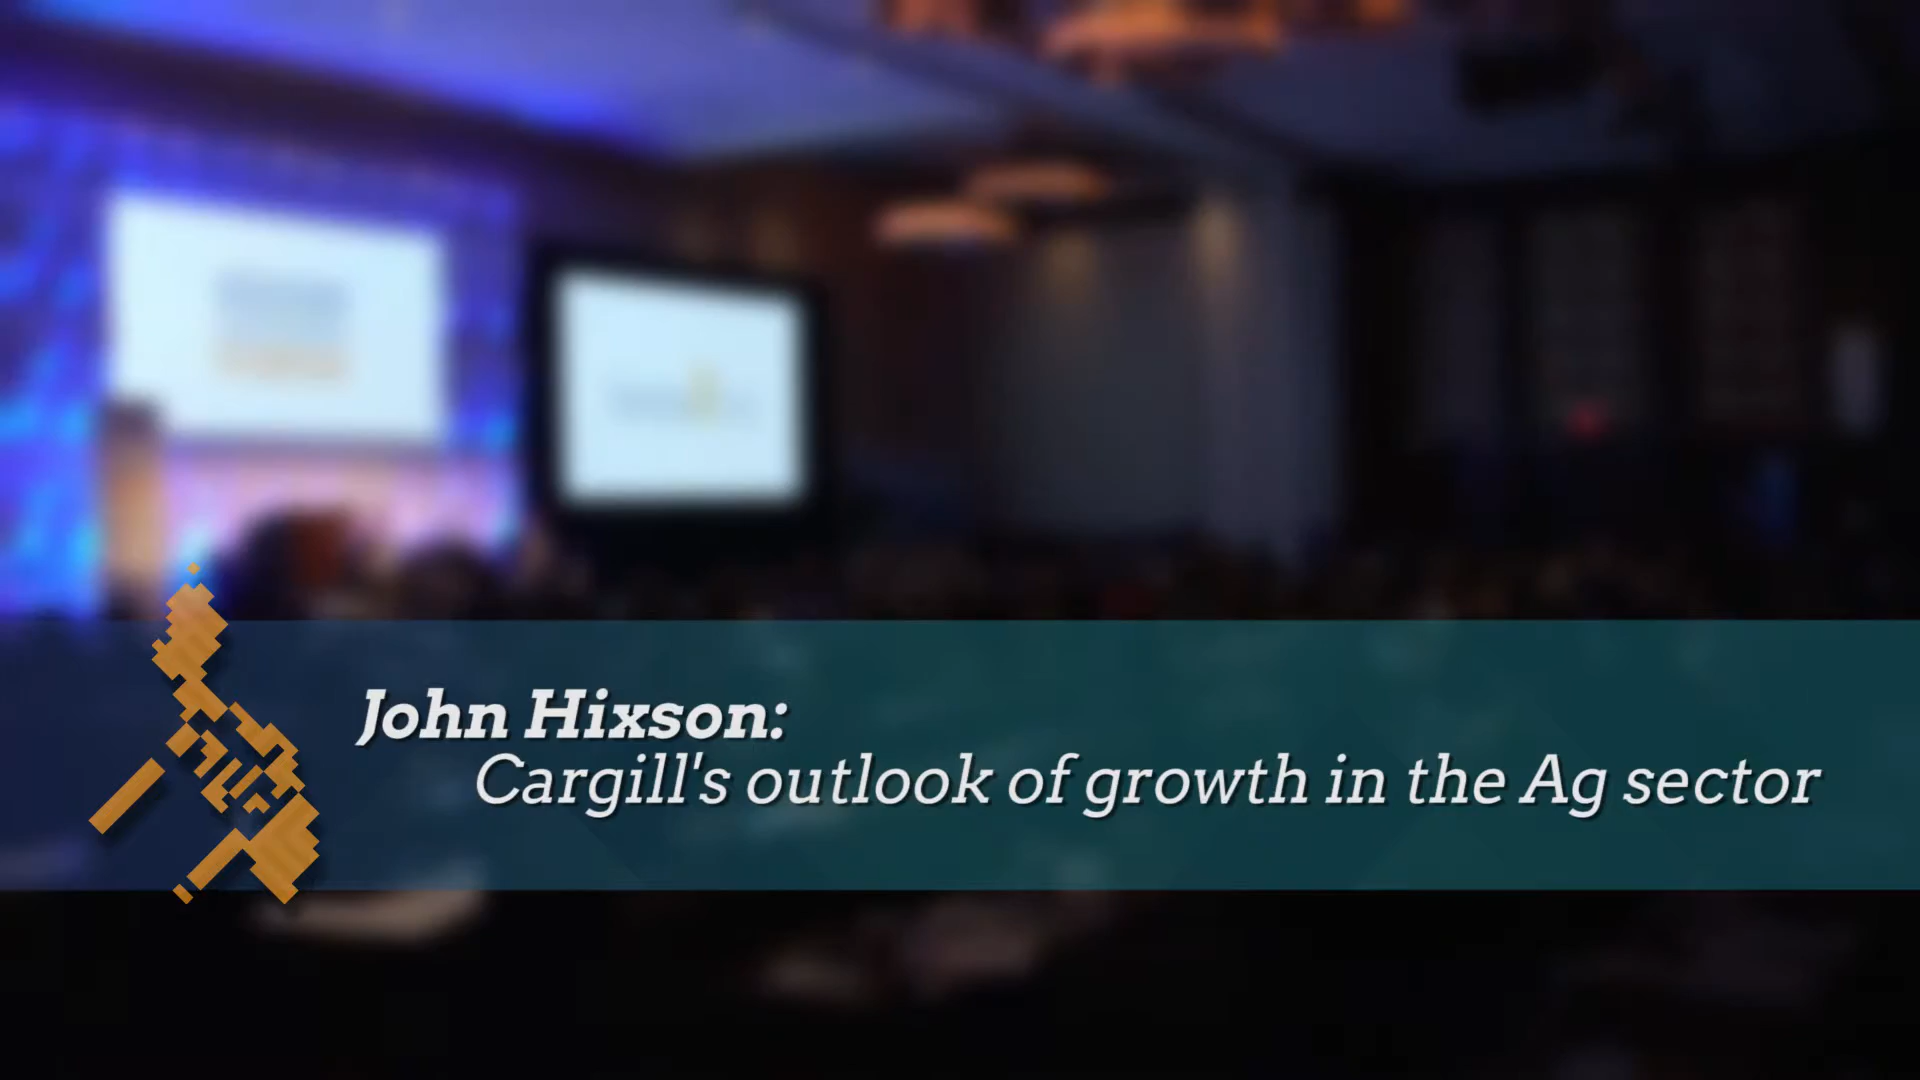 John Hixson:
Cargill's outlook of growth in the Ag sector